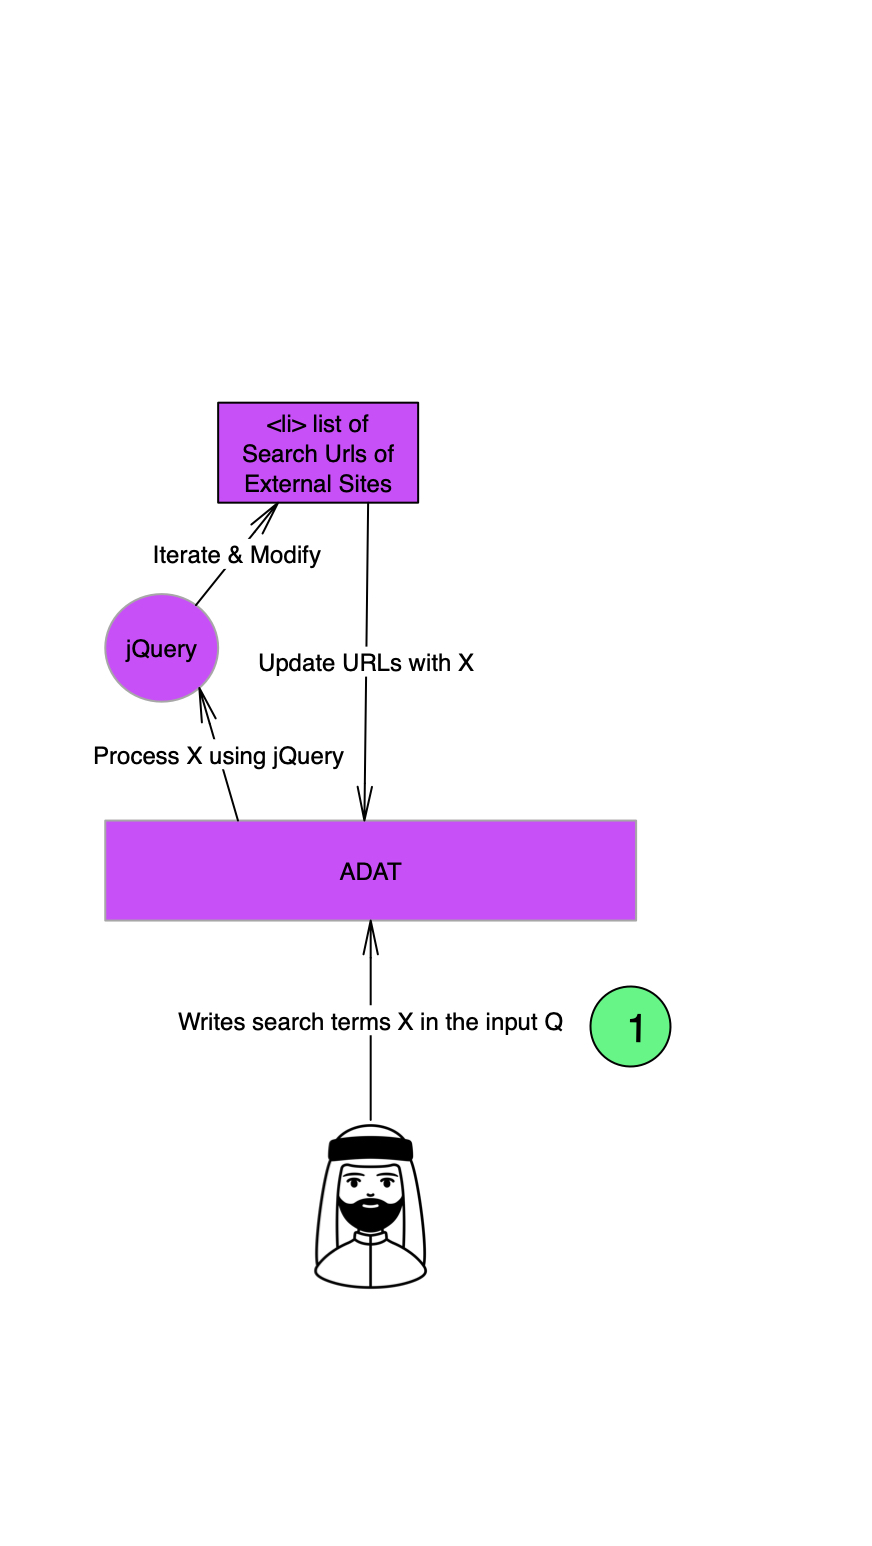 <li> list of
Search Urls of
External Sites
Iterate & Modify
jQuery
Update URLs with X
Process X using jQuery
ADAT
Writes search terms X in the input Q
1